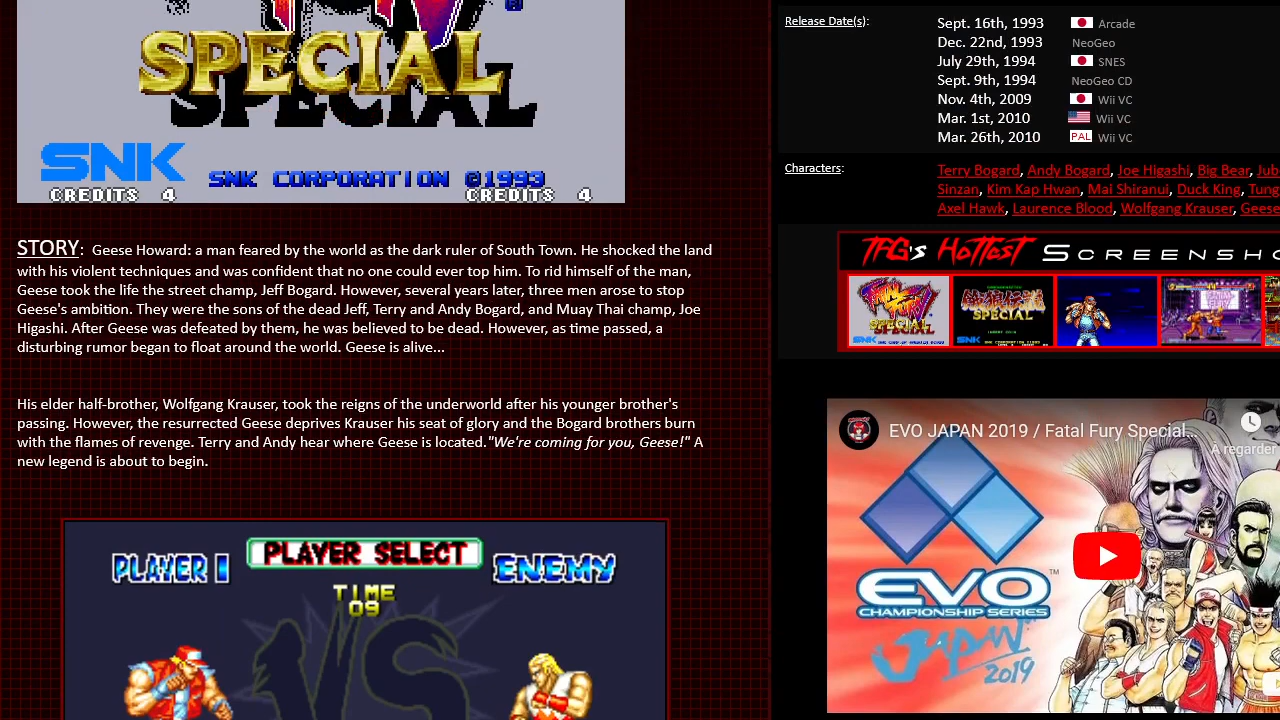 SPECIAL
SNK
SNK CORPORATION ©1993
CREDITS 4
CREDITS 4
STORY: Geese Howard: a man feared by the world as the dark ruler of South Town. He shocked the land
with his violent techniques and was confident that no one could ever top him. To rid himself of the man,
Geese took the life the street champ, Jeff Bogard. However, several years later, three men arose to stop
Geese's ambition. They were the sons of the dead Jeff, Terry and Andy Bogard, and Muay Thai champ, Joe
Higashi. After Geese was defeated by them, he was believed to be dead. However, as time passed, a
disturbing rumor began to float around the world. Geese is alive...
His elder half-brother, Wolfgang Krauser, took the reigns of the underworld after his younger brother's
passing. However, the resurrected Geese deprives Krauser his seat of glory and the Bogard brothers burn
with the flames of revenge. Terry and Andy hear where Geese is located."We're coming for you, Geese!" A
new legend is about to begin.
PLAYER 1
PLAYER SELECT
ENEMY
TIME
09
VS
Release Date(s):
Sept. 16th, 1993 Arcade
Dec. 22nd, 1993 NeoGeo
July 29th, 1994 SNES
Sept. 9th, 1994 NeoGeo CD
Nov. 4th, 2009 Wii VC
Mar. 1st, 2010 Wii VC
Mar. 26th, 2010 PAL Wii VC
Characters:
Terry Bogard, Andy Bogard, Joe Higashi, Big Bear, Jub
Sinzan, Kim Kap Hwan, Mai Shiranui, Duck King, Tung
Axel Hawk, Laurence Blood, Wolfgang Krauser, Geese
TFG's Hottest SCREENSHO
SPECIAL
SNK
SPECIAL
SNK
EVO JAPAN 2019 / Fatal Fury Special...
À regarder
EVO
TM
CHAMPIONSHIP SERIES
Japan
2019